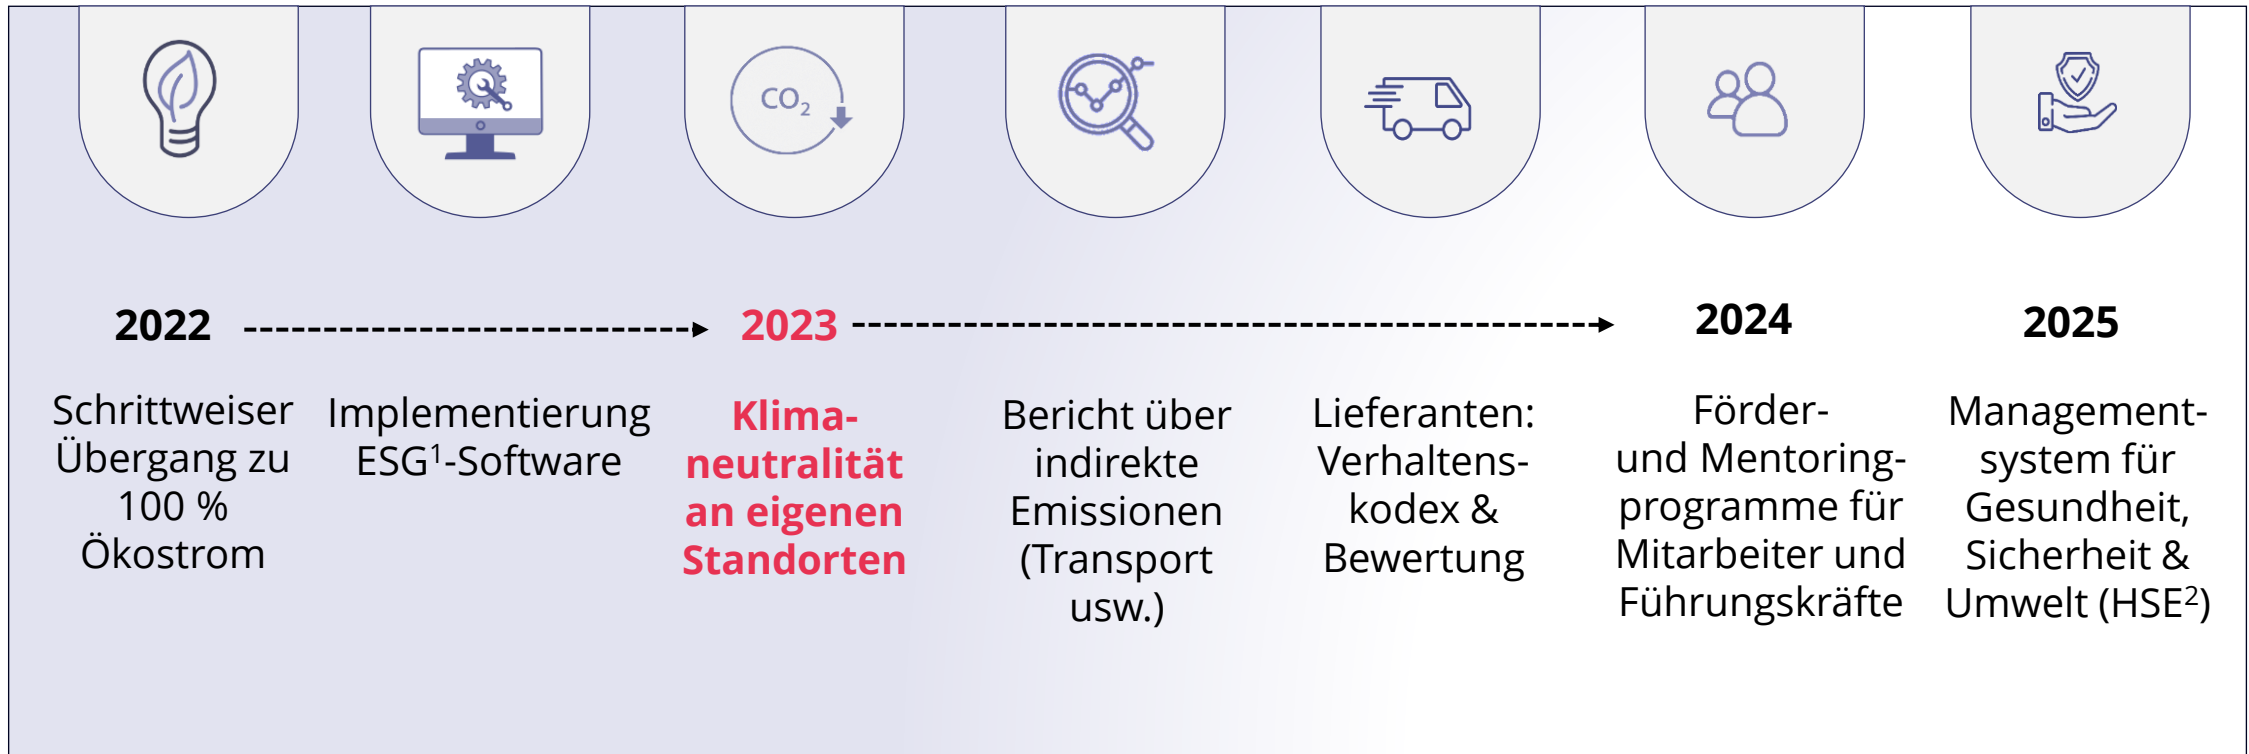 CO₂
2022
Schrittweiser
Übergang zu
100 %
Ökostrom
Implementierung
ESG¹-Software
2023
Klima-
neutralität
an eigenen
Standorten
Bericht über
indirekte
Emissionen
(Transport
usw.)
Lieferanten:
Verhaltens-
kodex &
Bewertung
2024
Förder-
und Mentoring-
programme für
Mitarbeiter und
Führungskräfte
2025
Management-
system für
Gesundheit,
Sicherheit &
Umwelt (HSE²)